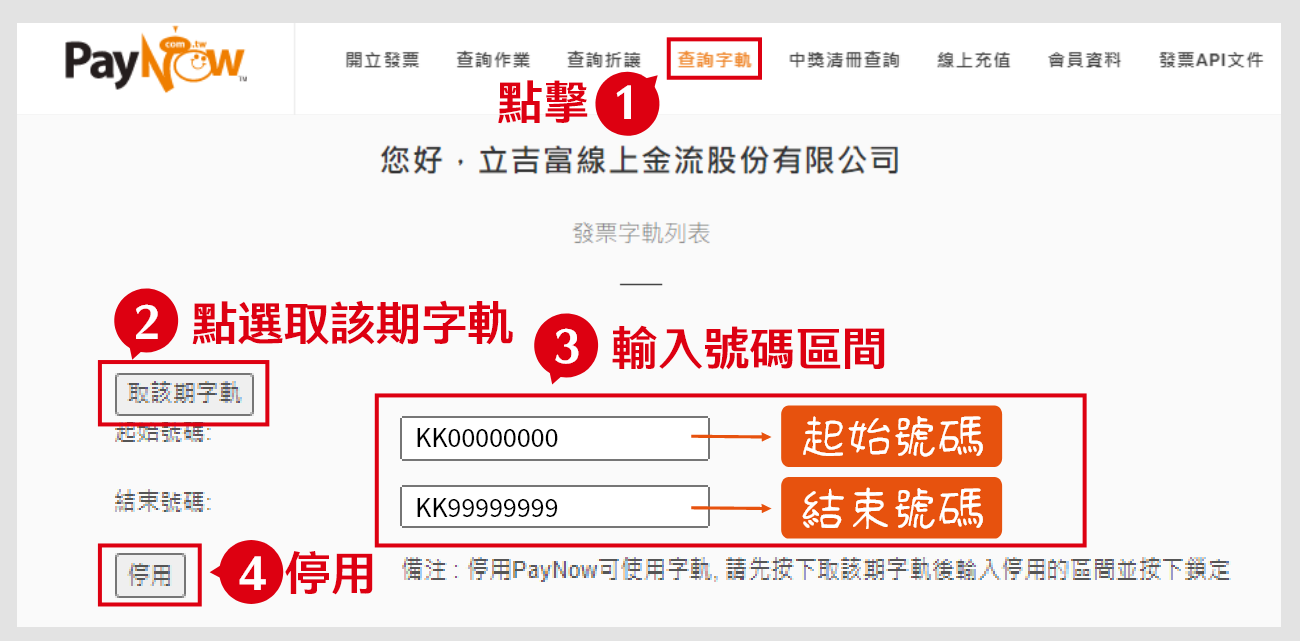 PayNow
com.tw
TM
開立發票 查詢作業 查詢折讓 查詢字軌 中獎清冊查詢 線上充值 會員資料 發票API文件
點擊 1
您好，立吉富線上金流股份有限公司
發票字軌列表
2 點選取該期字軌
3 輸入號碼區間
取該期字軌
起始號碼:
KK00000000
起始號碼
結束號碼:
KK99999999
結束號碼
停用
4 停用
備注：停用PayNow可使用字軌, 請先按下取該期字軌後輸入停用的區間並按下鎖定